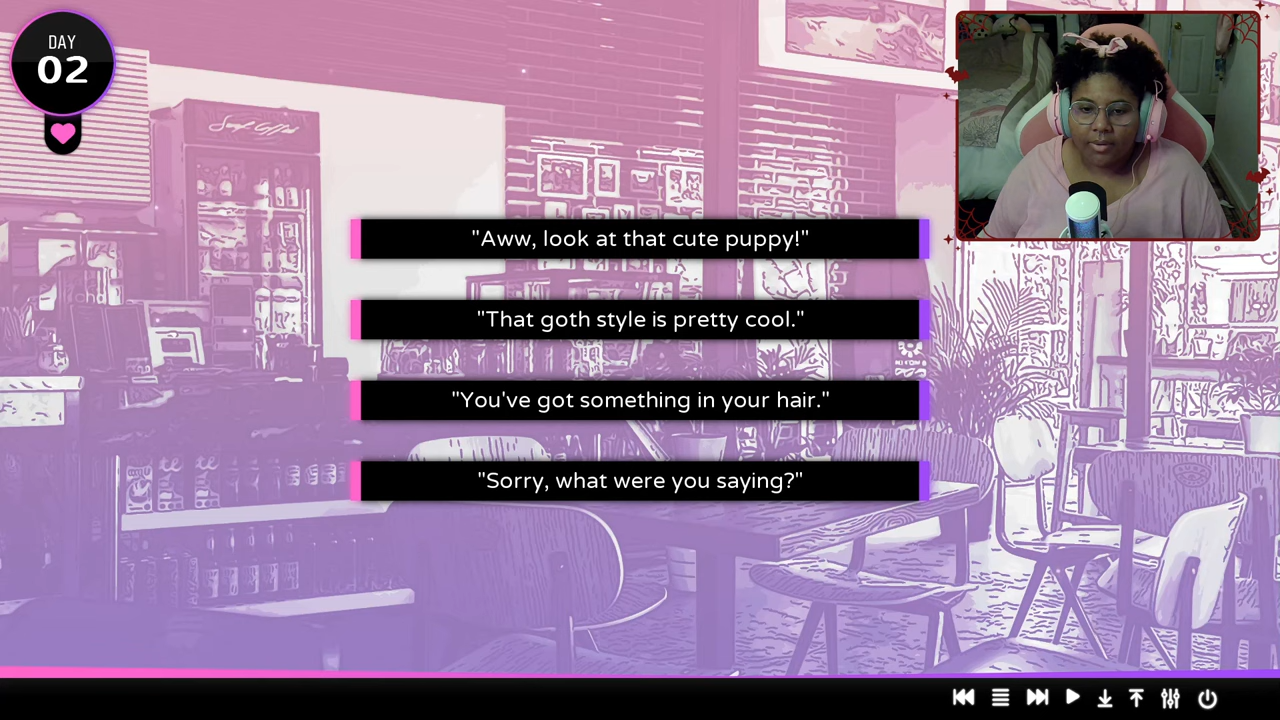 DAY
02
"Aww, look at that cute puppy!"
"That goth style is pretty cool."
"You've got something in your hair."
"Sorry, what were you saying?"